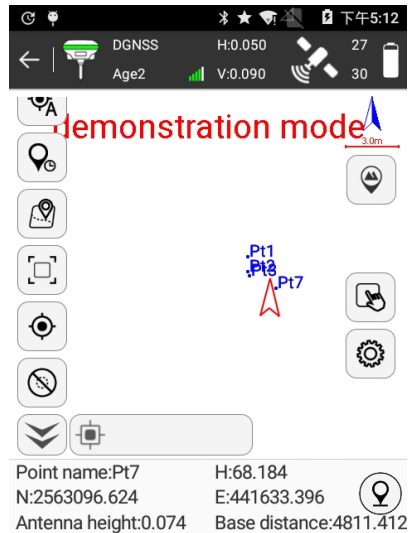 下午5:12
DGNSS H:0.050 27
Age2 V:0.090 30
A
demonstration mode
3.0m
Pt1
Pt3
Pt7
Point name:Pt7 H:68.184
N:2563096.624 E:441633.396
Antenna height:0.074 Base distance:4811.412